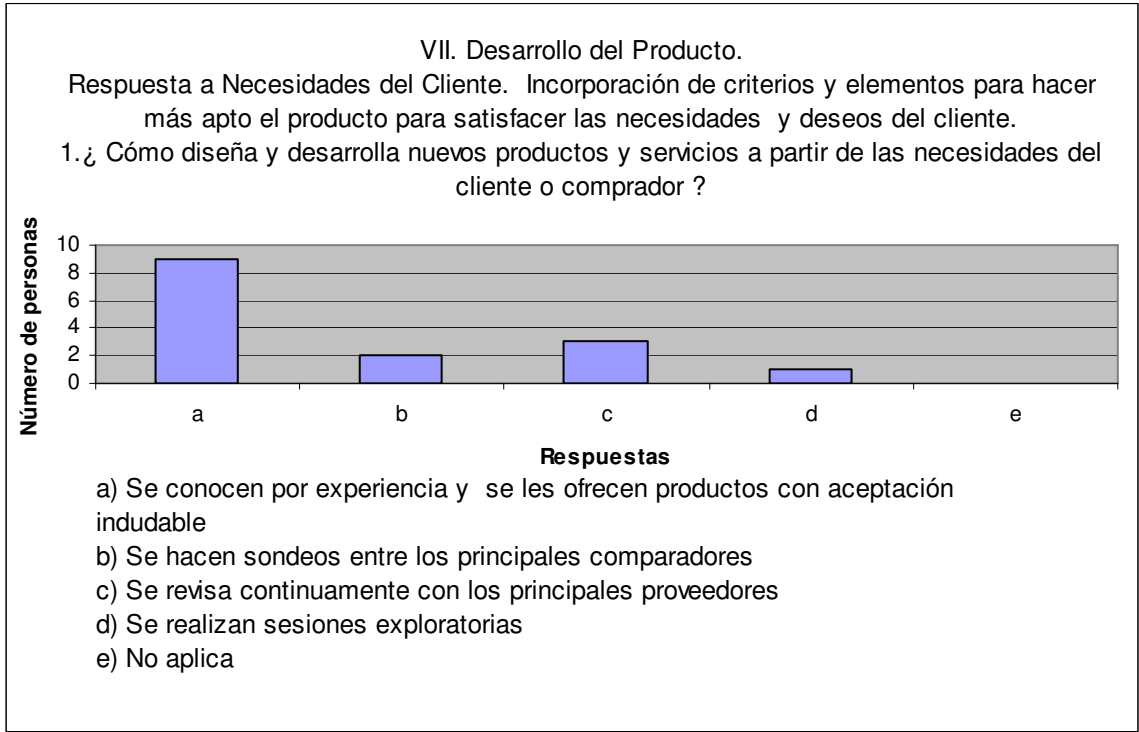 VII. Desarrollo del Producto.
Respuesta a Necesidades del Cliente.  Incorporación de criterios y elementos para hacer
más apto el producto para satisfacer las necesidades  y deseos del cliente.
1.¿ Cómo diseña y desarrolla nuevos productos y servicios a partir de las necesidades del
cliente o comprador ?
Número de personas
10
8
6
4
2
0
a b c d e
Respuestas
a) Se conocen por experiencia y  se les ofrecen productos con aceptación
indudable
b) Se hacen sondeos entre los principales comparadores
c) Se revisa continuamente con los principales proveedores
d) Se realizan sesiones exploratorias
e) No aplica